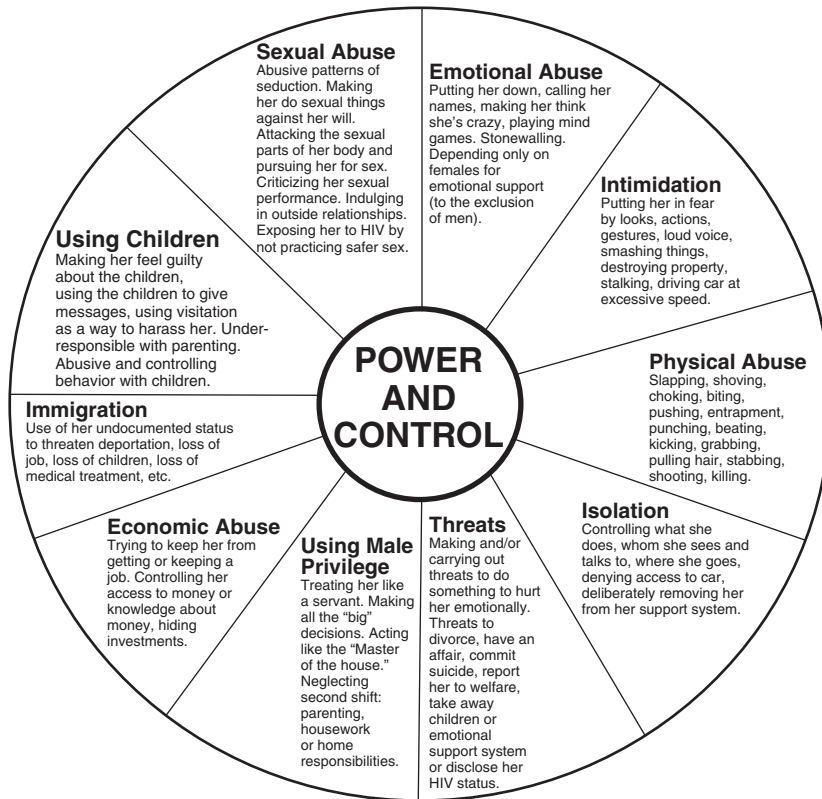 Sexual Abuse
Abusive patterns of
seduction. Making
her do sexual things
against her will.
Attacking the sexual
parts of her body and
pursuing her for sex.
Criticizing her sexual
performance. Indulging
in outside relationships.
Exposing her to HIV by
not practicing safer sex.
Emotional Abuse
Putting her down, calling her
names, making her think
she's crazy, playing mind
games. Stonewalling.
Depending only on
females for
emotional support
(to the exclusion
of men).
Intimidation
Putting her in fear
by looks, actions,
gestures, loud voice,
smashing things,
destroying property,
stalking, driving car at
excessive speed.
Physical Abuse
Slapping, shoving,
choking, biting,
pushing, entrapment,
punching, beating,
kicking, grabbing,
pulling hair, stabbing,
shooting, killing.
Isolation
Controlling what she
does, whom she sees and
talks to, where she goes,
denying access to car,
deliberately removing her
from her support system.
Threats
Making and/or
carrying out
threats to do
something to hurt
her emotionally.
Threats to
divorce, have an
affair, commit
suicide, report
her to welfare,
take away
children or
emotional
support system
or disclose her
HIV status.
Using Male
Privilege
Treating her like
a servant. Making
all the “big”
decisions. Acting
like the “Master
of the house.”
Neglecting
second shift:
parenting,
housework
or home
responsibilities.
Economic Abuse
Trying to keep her from
getting or keeping a
job. Controlling her
access to money or
knowledge about
money, hiding
investments.
Immigration
Use of her undocumented status
to threaten deportation, loss of
job, loss of children, loss of
medical treatment, etc.
Using Children
Making her feel guilty
about the children,
using the children to give
messages, using visitation
as a way to harass her. Under-
responsible with parenting.
Abusive and controlling
behavior with children.
POWER
AND
CONTROL